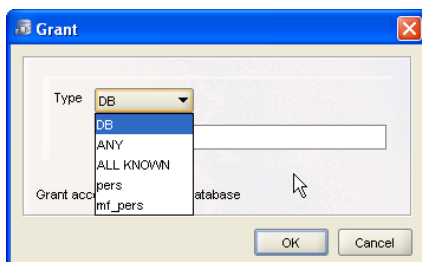 Grant
Type DB
DB
ANY
ALL KNOWN
pers
mf_pers
Grant acc atabase
OK Cancel